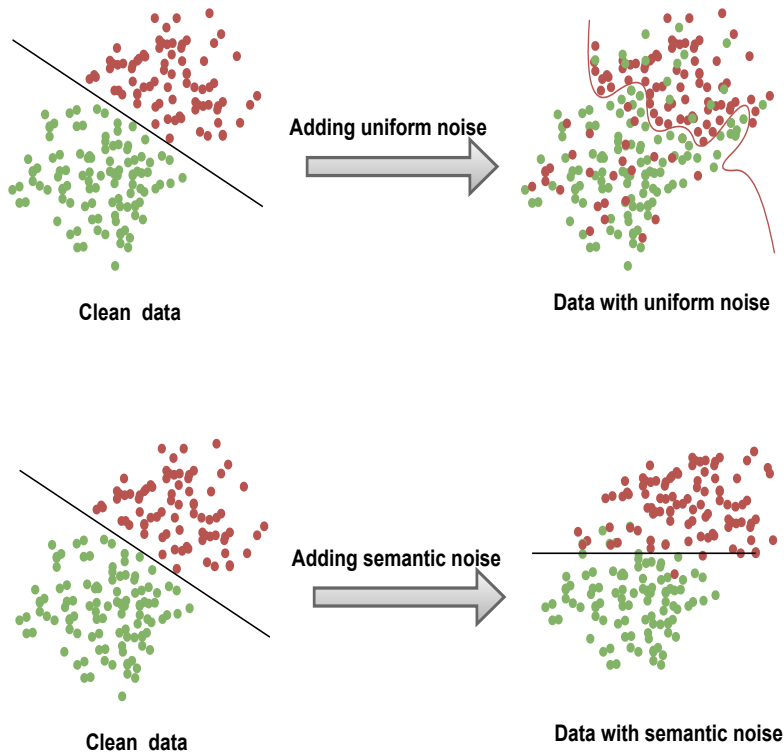 Adding uniform noise
Clean data
Data with uniform noise
Adding semantic noise
Clean data
Data with semantic noise